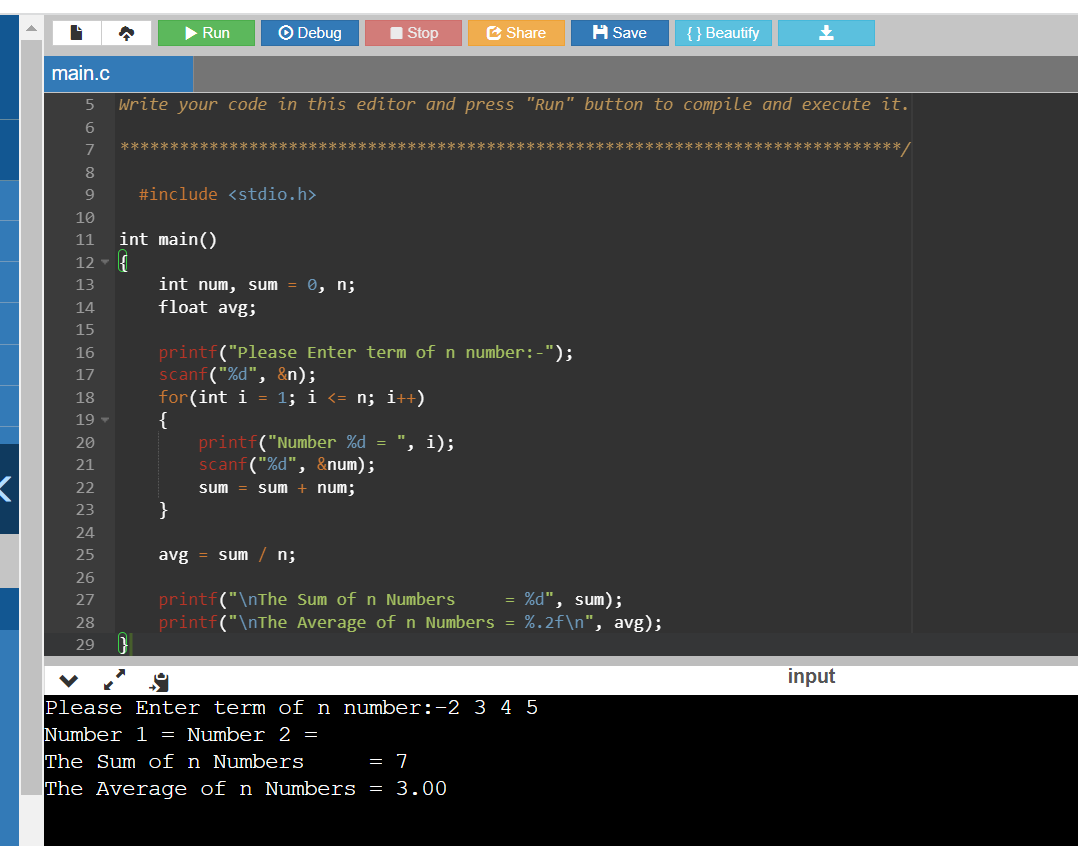 Run Debug Stop Share Save { } Beautify
main.c
5 Write your code in this editor and press "Run" button to compile and execute it.
6
7 *******************************************************************************/
8
9 #include <stdio.h>
10
11 int main()
12 {
13 int num, sum = 0, n;
14 float avg;
15
16 printf("Please Enter term of n number:-");
17 scanf("%d", &n);
18 for(int i = 1; i <= n; i++)
19 {
20 printf("Number %d = ", i);
21 scanf("%d", &num);
22 sum = sum + num;
23 }
24
25 avg = sum / n;
26
27 printf("\nThe Sum of n Numbers     = %d", sum);
28 printf("\nThe Average of n Numbers = %.2f\n", avg);
29 }
input
Please Enter term of n number:-2 3 4 5
Number 1 = Number 2 =
The Sum of n Numbers     = 7
The Average of n Numbers = 3.00